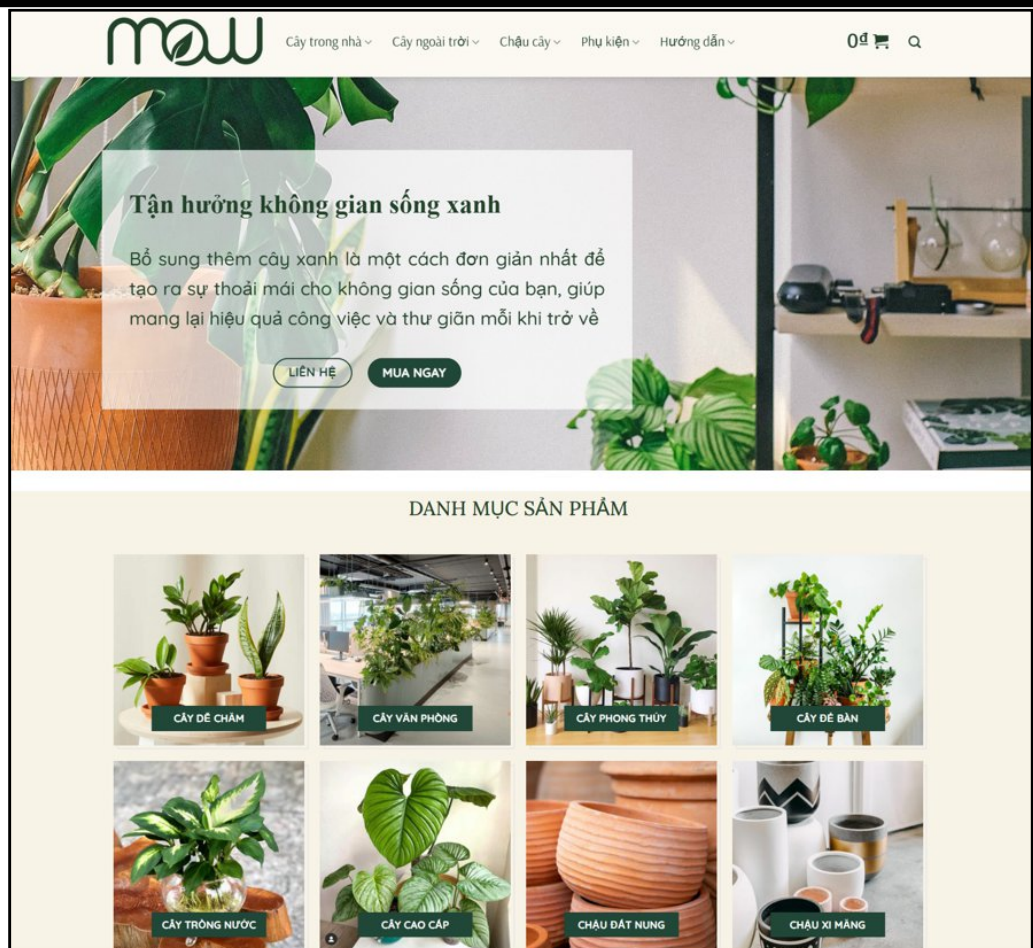 mow
Cây trong nhà
Cây ngoài trời
Chậu cây
Phụ kiện
Hướng dẫn
0₫
Tận hưởng không gian sống xanh
Bổ sung thêm cây xanh là một cách đơn giản nhất để
tạo ra sự thoải mái cho không gian sống của bạn, giúp
mang lại hiệu quả công việc và thư giãn mỗi khi trở về
LIÊN HỆ
MUA NGAY
DANH MỤC SẢN PHẨM
CÂY DỄ CHĂM
CÂY VĂN PHÒNG
CÂY PHONG THỦY
CÂY ĐỂ BÀN
CÂY TRỒNG NƯỚC
CÂY CAO CẤP
CHẬU ĐẤT NUNG
CHẬU XI MĂNG